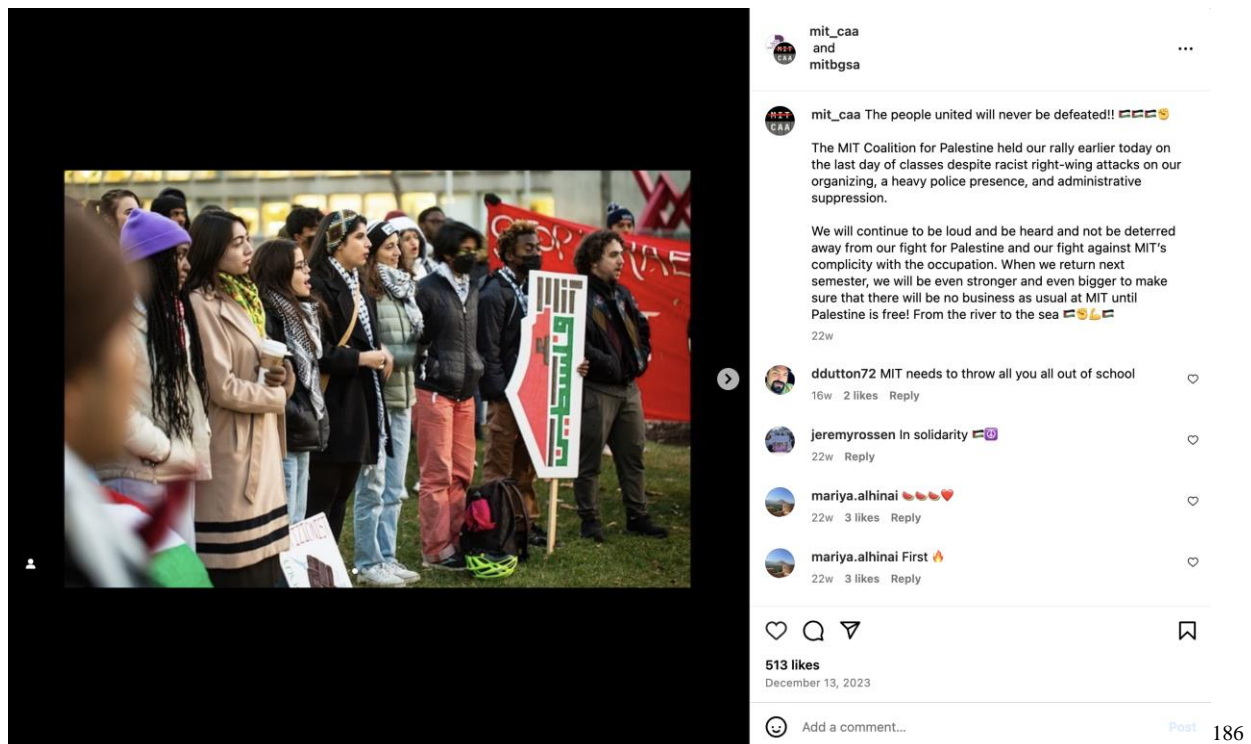 mit_caa
and
mitbgsa
mit_caa The people united will never be defeated!! 🇵🇸🇵🇸🇵🇸✊
The MIT Coalition for Palestine held our rally earlier today on
the last day of classes despite racist right-wing attacks on our
organizing, a heavy police presence, and administrative
suppression.
We will continue to be loud and be heard and not be deterred
away from our fight for Palestine and our fight against MIT's
complicity with the occupation. When we return next
semester, we will be even stronger and even bigger to make
sure that there will be no business as usual at MIT until
Palestine is free! From the river to the sea 🇵🇸✊💪🇵🇸
22w
ddutton72 MIT needs to throw all you all out of school
16w 2 likes Reply
jeremyrossen In solidarity 🇵🇸☮️
22w Reply
mariya.alhinai 🍉🍉🍉❤️
22w 3 likes Reply
mariya.alhinai First 🔥
22w 3 likes Reply
513 likes
December 13, 2023
Add a comment...
Post
186
MIT
CAA